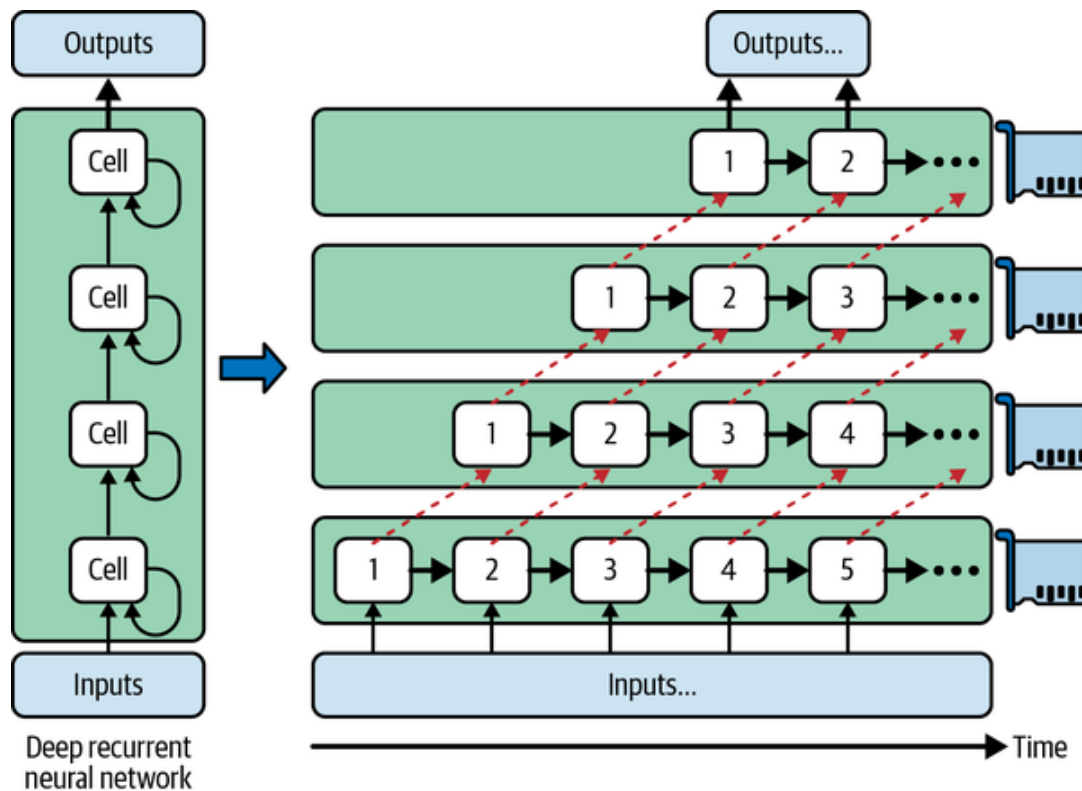 Outputs
Cell
Cell
Cell
Cell
Inputs
Deep recurrent
neural network
Outputs...
1 2
1 2 3
1 2 3 4
1 2 3 4 5
Inputs...
Time